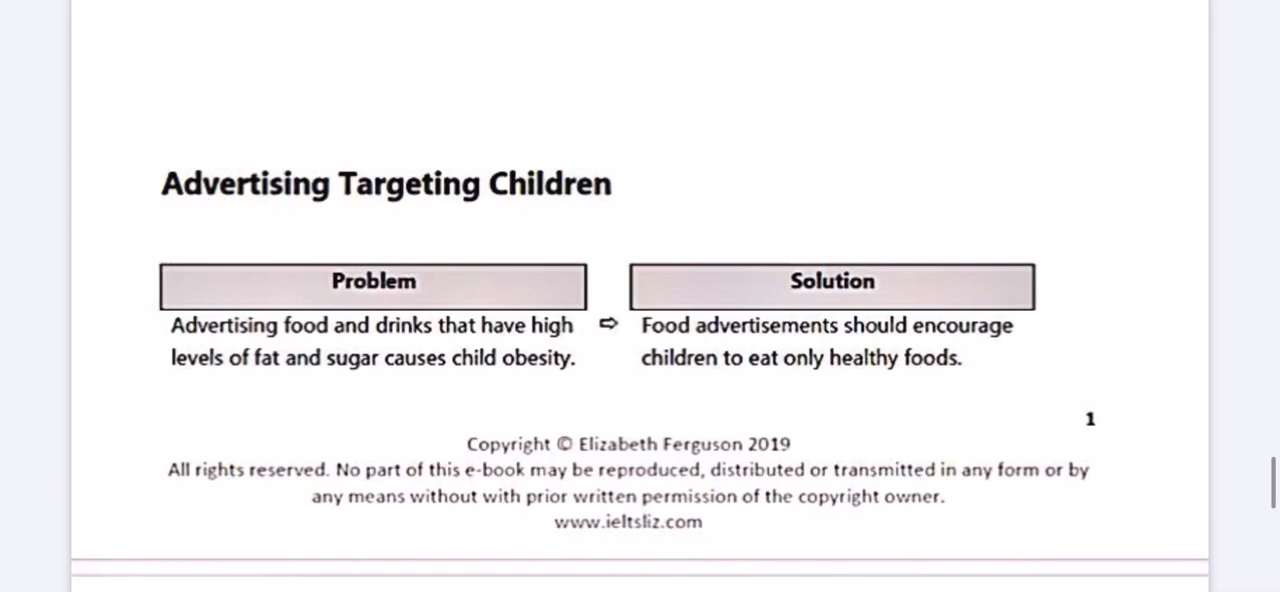 Advertising Targeting Children
Problem
Solution
Advertising food and drinks that have high
levels of fat and sugar causes child obesity.
⇨
Food advertisements should encourage
children to eat only healthy foods.
1
Copyright © Elizabeth Ferguson 2019
All rights reserved. No part of this e-book may be reproduced, distributed or transmitted in any form or by
any means without with prior written permission of the copyright owner.
www.ieltsliz.com